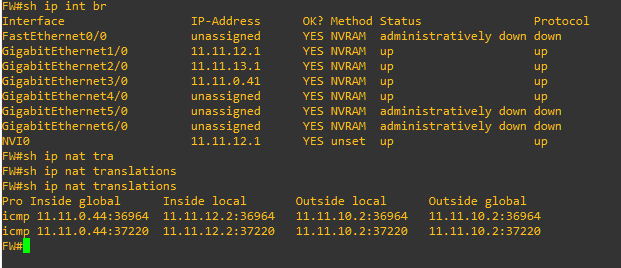 FW#sh ip int br
Interface IP-Address OK? Method Status Protocol
FastEthernet0/0 unassigned YES NVRAM administratively down down
GigabitEthernet1/0 11.11.12.1 YES NVRAM up up
GigabitEthernet2/0 11.11.13.1 YES NVRAM up up
GigabitEthernet3/0 11.11.0.41 YES NVRAM up up
GigabitEthernet4/0 unassigned YES NVRAM up up
GigabitEthernet5/0 unassigned YES NVRAM administratively down down
GigabitEthernet6/0 unassigned YES NVRAM administratively down down
NVI0 11.11.12.1 YES unset up up
FW#sh ip nat tra
FW#sh ip nat translations
FW#sh ip nat translations
Pro Inside global Inside local Outside local Outside global
icmp 11.11.0.44:36964 11.11.12.2:36964 11.11.10.2:36964 11.11.10.2:36964
icmp 11.11.0.44:37220 11.11.12.2:37220 11.11.10.2:37220 11.11.10.2:37220
FW#